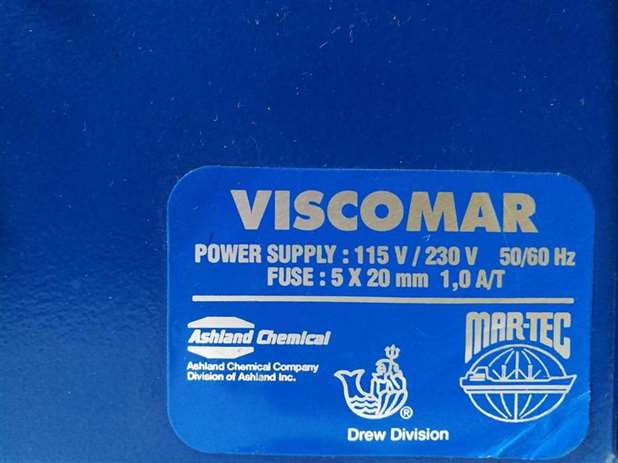 VISCOMAR
POWER SUPPLY : 115 V / 230 V 50/60 Hz
FUSE : 5 X 20 mm 1,0 A/T
Ashland Chemical
Ashland Chemical Company
Division of Ashland Inc.
MAR-TEC
®
Drew Division